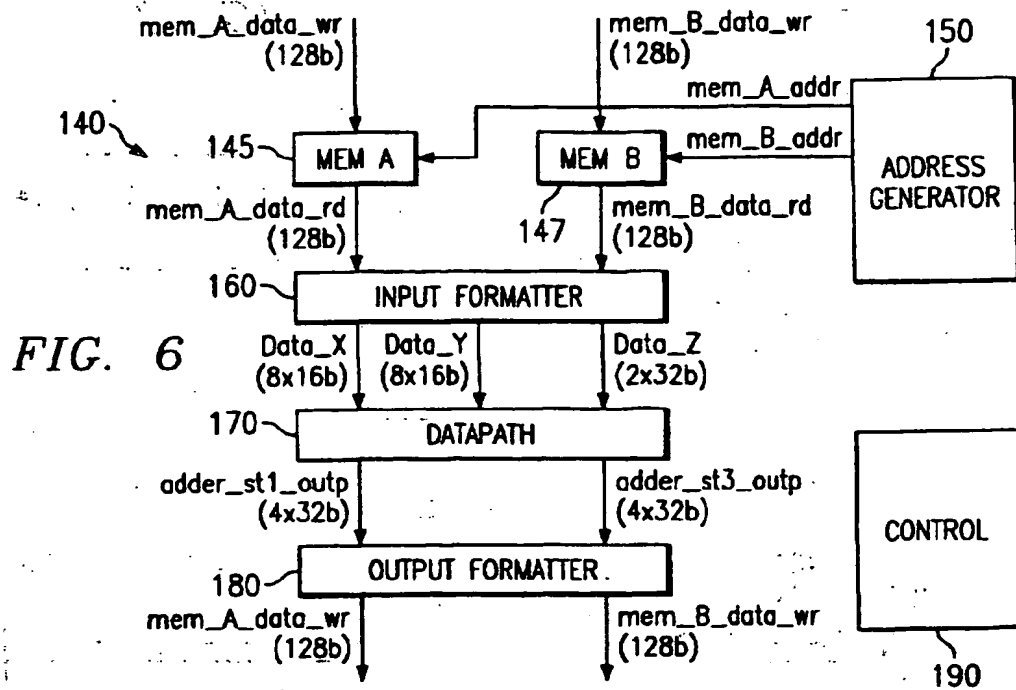 mem_A_data_wr
(128b)
mem_B_data_wr
(128b)
150
mem_A_addr
140
145
MEM A
MEM B
mem_B_addr
ADDRESS
GENERATOR
mem_A_data_rd
(128b)
147
mem_B_data_rd
(128b)
160
INPUT FORMATTER
FIG. 6
Data_X
(8x16b)
Data_Y
(8x16b)
Data_Z
(2x32b)
170
DATAPATH
adder_st1_outp
(4x32b)
adder_st3_outp
(4x32b)
CONTROL
180
OUTPUT FORMATTER.
mem_A_data_wr
(128b)
mem_B_data_wr
(128b)
190